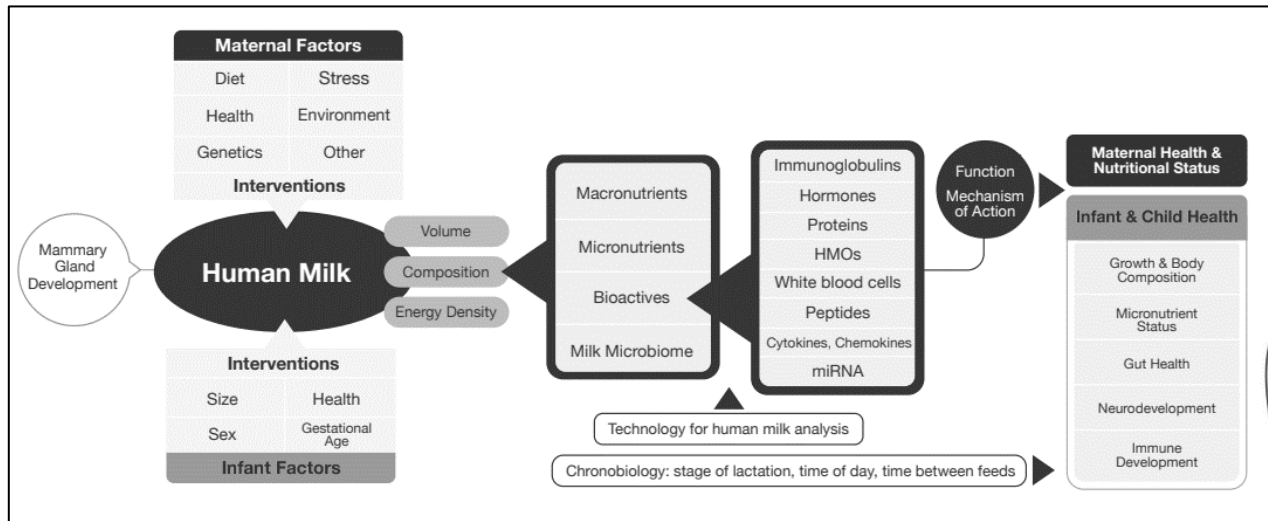 Maternal Factors
Diet
Stress
Health
Environment
Genetics
Other
Interventions
Mammary
Gland
Development
Human Milk
Volume
Composition
Energy Density
Interventions
Size
Health
Sex
Gestational
Age
Infant Factors
Macronutrients
Micronutrients
Bioactives
Milk Microbiome
Immunoglobulins
Hormones
Proteins
HMOs
White blood cells
Peptides
Cytokines, Chemokines
miRNA
Technology for human milk analysis
Chronobiology: stage of lactation, time of day, time between feeds
Function
Mechanism
of Action
Maternal Health &
Nutritional Status
Infant & Child Health
Growth & Body
Composition
Micronutrient
Status
Gut Health
Neurodevelopment
Immune
Development